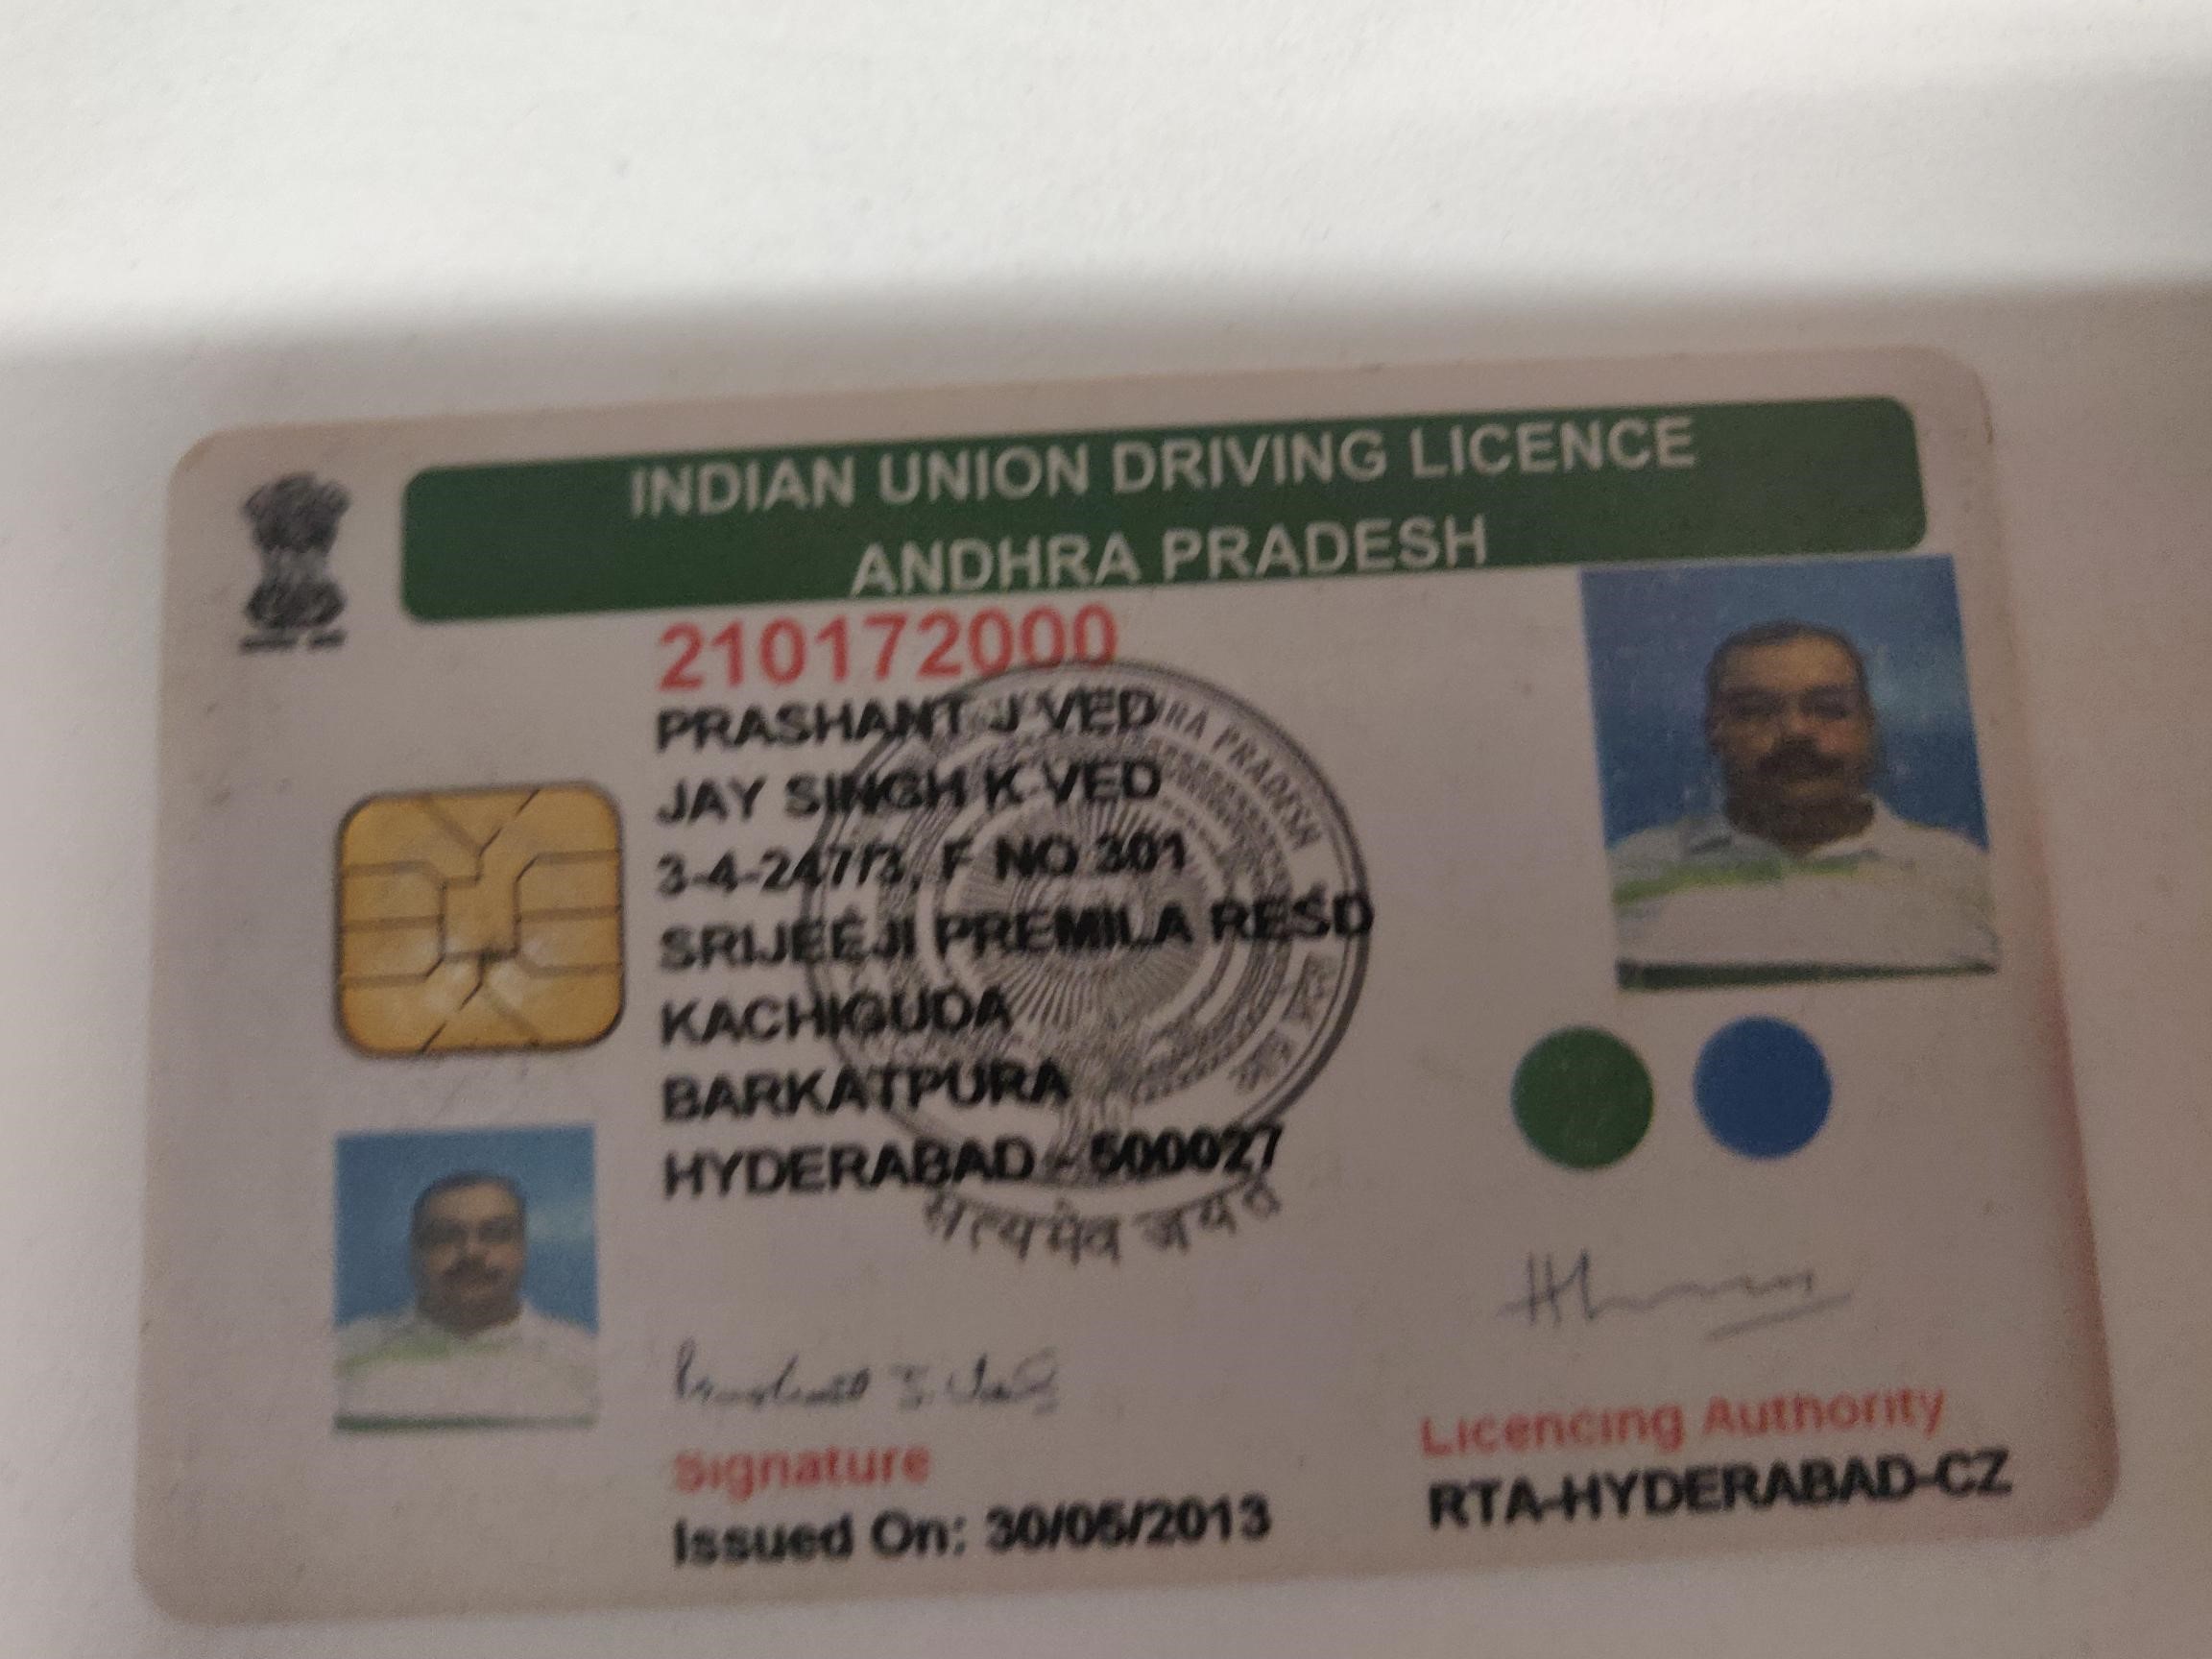 INDIAN UNION DRIVING LICENCE
ANDHRA PRADESH
210172000
PRASHANT J VED
JAY SINGH K VED
3-4-247/3, F NO 301
SRIJEEJI PREMILA RESD
KACHIGUDA
BARKATPURA
HYDERABAD - 500027
HRA PRADESH
सत्यमेव जयते
Signature
Issued On: 30/05/2013
Licencing Authority
RTA-HYDERABAD-CZ